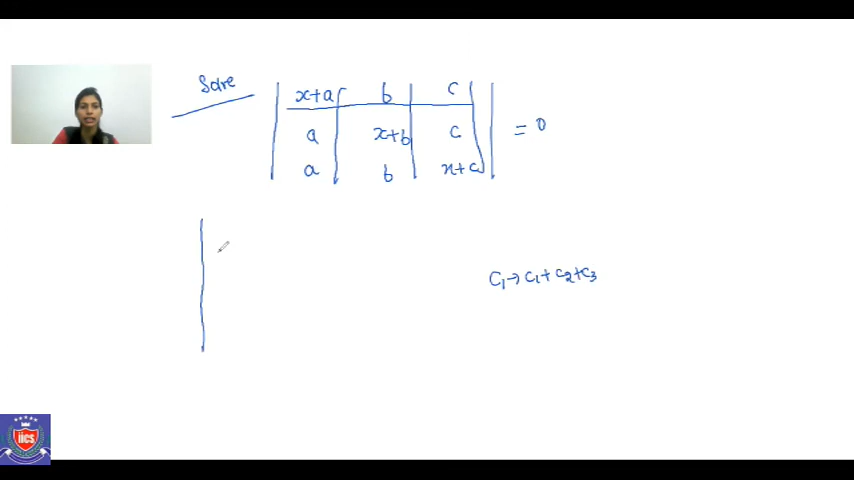 Solve
| x+a b c |
| a x+b c | = 0
| a b x+c |
C₁→C₁+C₂+C₃
iics